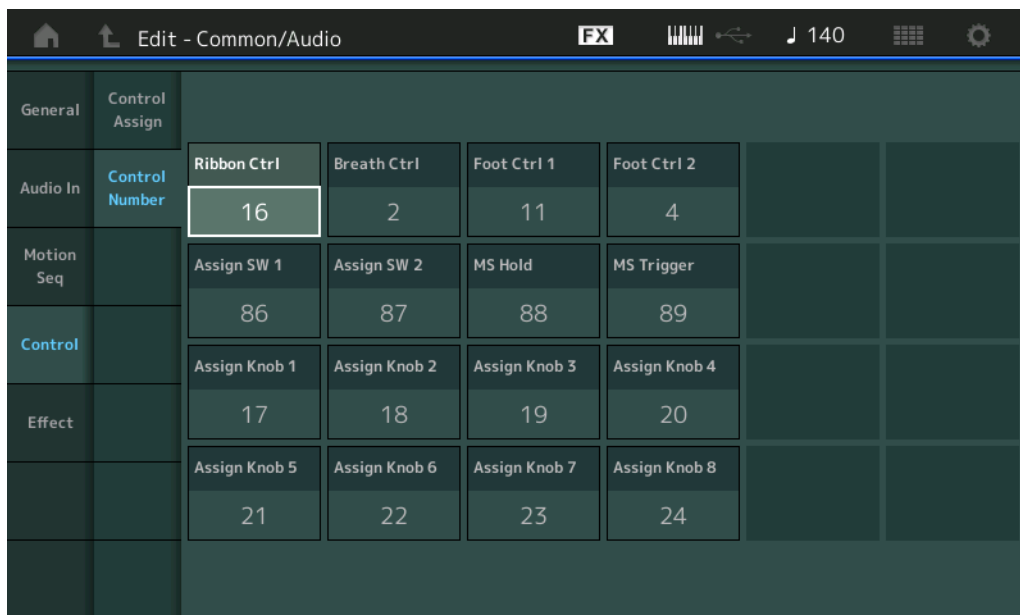 Edit - Common/Audio
FX
♩ 140
General
Audio In
Motion
Seq
Control
Effect
Control
Assign
Control
Number
Ribbon Ctrl Breath Ctrl Foot Ctrl 1 Foot Ctrl 2
16 2 11 4
Assign SW 1 Assign SW 2 MS Hold MS Trigger
86 87 88 89
Assign Knob 1 Assign Knob 2 Assign Knob 3 Assign Knob 4
17 18 19 20
Assign Knob 5 Assign Knob 6 Assign Knob 7 Assign Knob 8
21 22 23 24